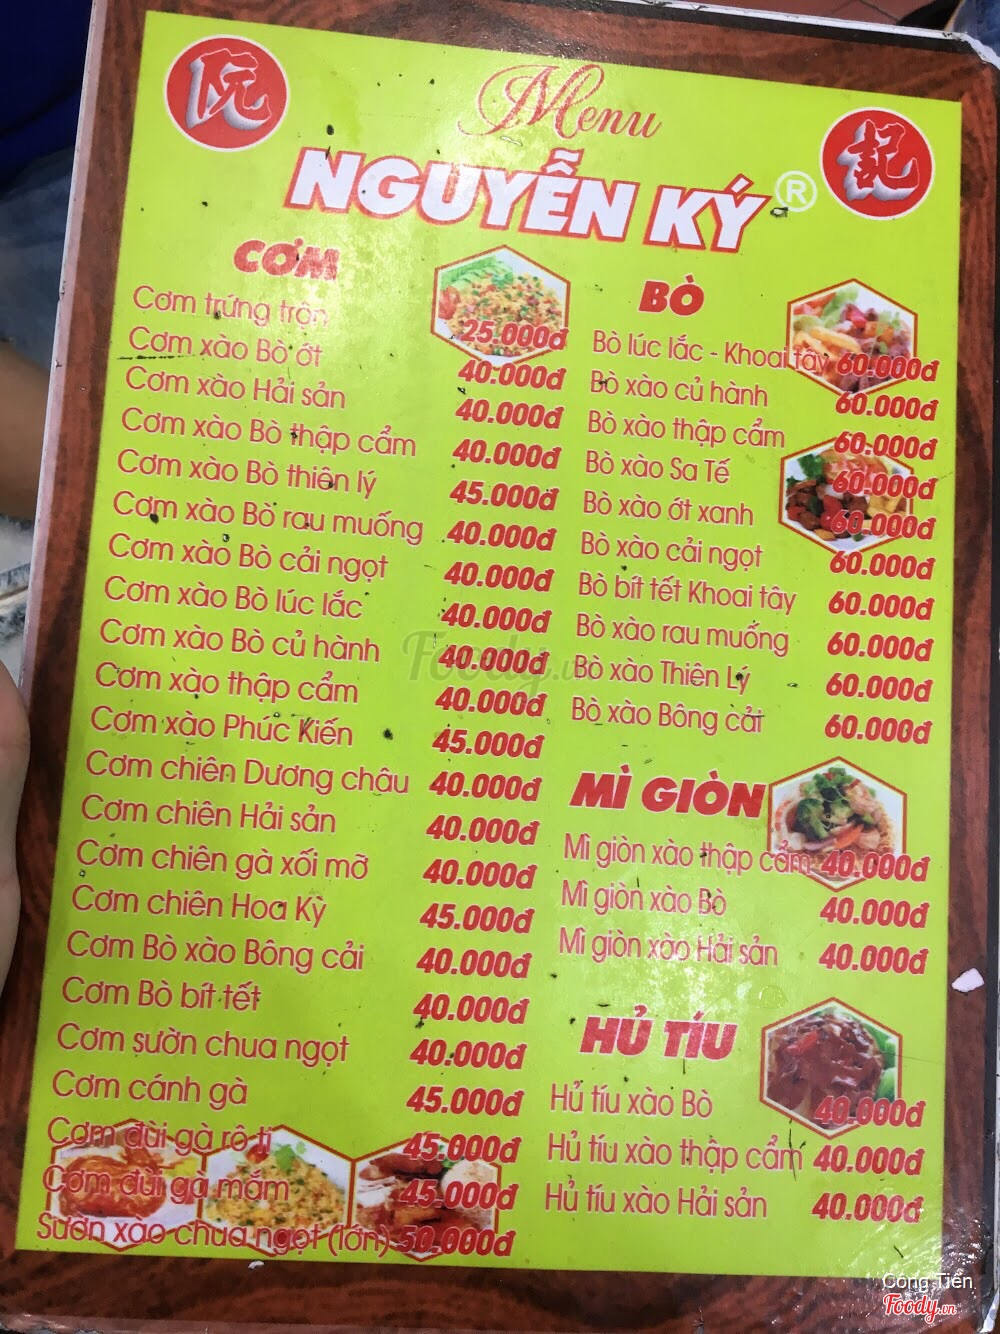 阮
Menu
記
NGUYỄN KÝ ®
CƠM
Cơm trứng trộn 25.000đ
Cơm xào Bò ớt 40.000đ
Cơm xào Hải sản 40.000đ
Cơm xào Bò thập cẩm 40.000đ
Cơm xào Bò thiên lý 45.000đ
Cơm xào Bò rau muống 40.000đ
Cơm xào Bò cải ngọt 40.000đ
Cơm xào Bò lúc lắc 40.000đ
Cơm xào Bò củ hành 40.000đ
Cơm xào thập cẩm 40.000đ
Cơm xào Phúc Kiến 45.000đ
Cơm chiên Dương châu 40.000đ
Cơm chiên Hải sản 40.000đ
Cơm chiên gà xối mỡ 40.000đ
Cơm chiên Hoa Kỳ 45.000đ
Cơm Bò xào Bông cải 40.000đ
Cơm Bò bít tết 40.000đ
Cơm sườn chua ngọt 40.000đ
Cơm cánh gà 45.000đ
Cơm đùi gà rô ti 45.000đ
Cơm đùi gà mắm 45.000đ
Sườn xào chua ngọt (lớn) 50.000đ
BÒ
Bò lúc lắc - Khoai tây 60.000đ
Bò xào củ hành 60.000đ
Bò xào thập cẩm 60.000đ
Bò xào Sa Tế 60.000đ
Bò xào ớt xanh 60.000đ
Bò xào cải ngọt 60.000đ
Bò bít tết Khoai tây 60.000đ
Bò xào rau muống 60.000đ
Bò xào Thiên Lý 60.000đ
Bò xào Bông cải 60.000đ
MÌ GIÒN
Mì giòn xào thập cẩm 40.000đ
Mì giòn xào Bò 40.000đ
Mì giòn xào Hải sản 40.000đ
HỦ TÍU
Hủ tíu xào Bò 40.000đ
Hủ tíu xào thập cẩm 40.000đ
Hủ tíu xào Hải sản 40.000đ
Foody.vn
Công Tiến
Foody.vn